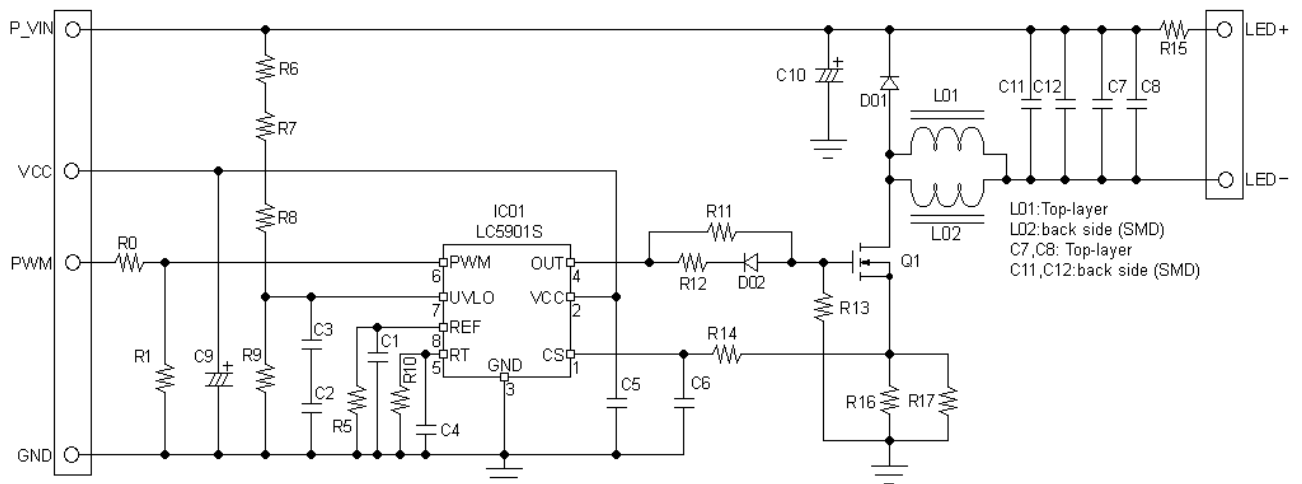 P_VIN
LED+
R15
R6
C10
+
D01
L01
C11
C12
C7
C8
R7
VCC
LED-
R8
IC01
LC5901S
R11
L02
L01:Top-layer
L02:back side (SMD)
C7,C8: Top-layer
C11,C12:back side (SMD)
R0
PWM
PWM
6
OUT
4
R12
D02
Q1
UVLO
7
VCC
2
R13
C3
REF
8
R14
R1
C9
+
R9
C1
RT
5
R10
GND
3
CS
1
C2
R5
C4
C5
C6
R16
R17
GND